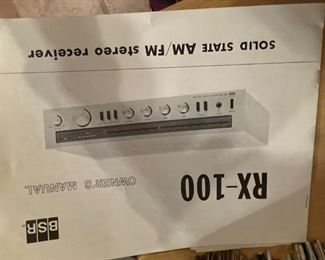 BSR
RX-100
OWNER'S MANUAL
SOLID STATE AM/FM stereo receiver